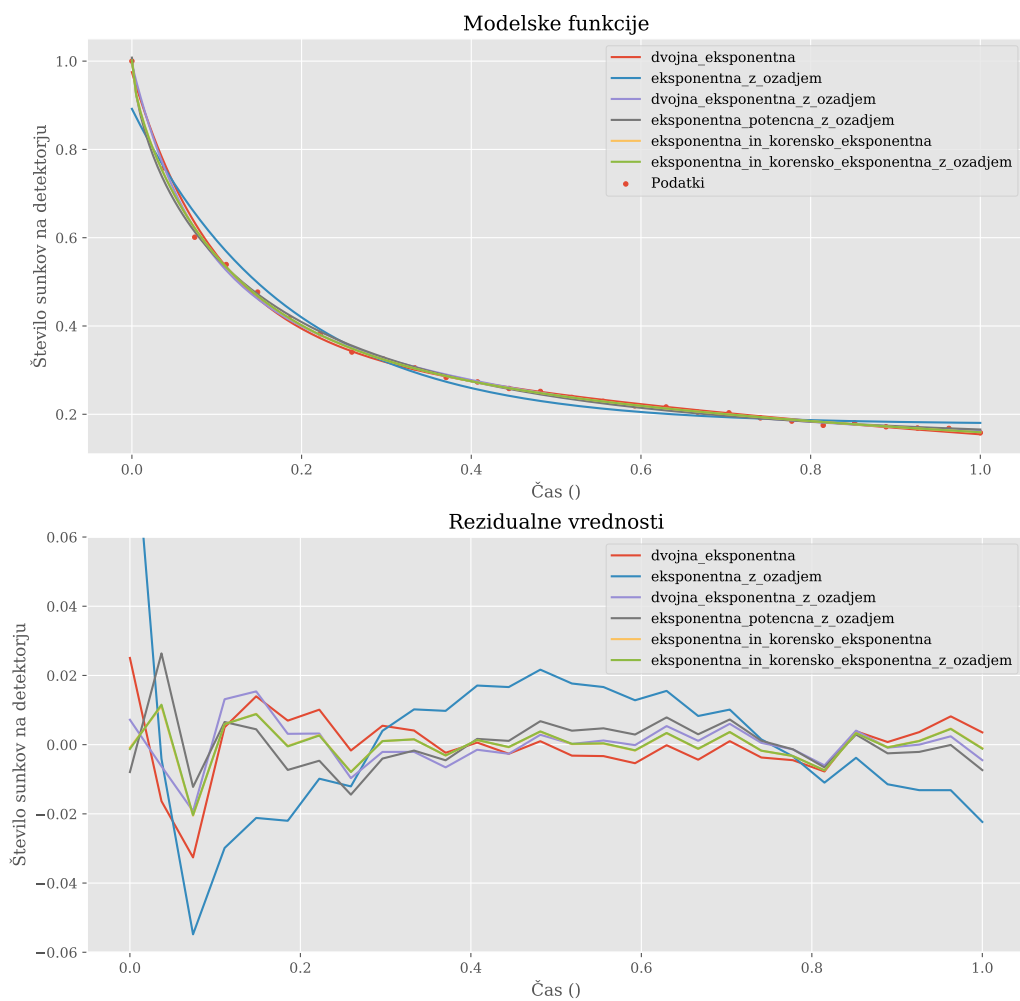 Modelske funkcije
dvojna_eksponentna
eksponentna_z_ozadjem
dvojna_eksponentna_z_ozadjem
eksponentna_potencna_z_ozadjem
eksponentna_in_korensko_eksponentna
eksponentna_in_korensko_eksponentna_z_ozadjem
Podatki
1.0
0.8
0.6
0.4
0.2
Število sunkov na detektorju
0.0
0.2
0.4
0.6
0.8
1.0
Čas ()
Rezidualne vrednosti
dvojna_eksponentna
eksponentna_z_ozadjem
dvojna_eksponentna_z_ozadjem
eksponentna_potencna_z_ozadjem
eksponentna_in_korensko_eksponentna
eksponentna_in_korensko_eksponentna_z_ozadjem
0.06
0.04
0.02
0.00
−0.02
−0.04
−0.06
Število sunkov na detektorju
0.0
0.2
0.4
0.6
0.8
1.0
Čas ()